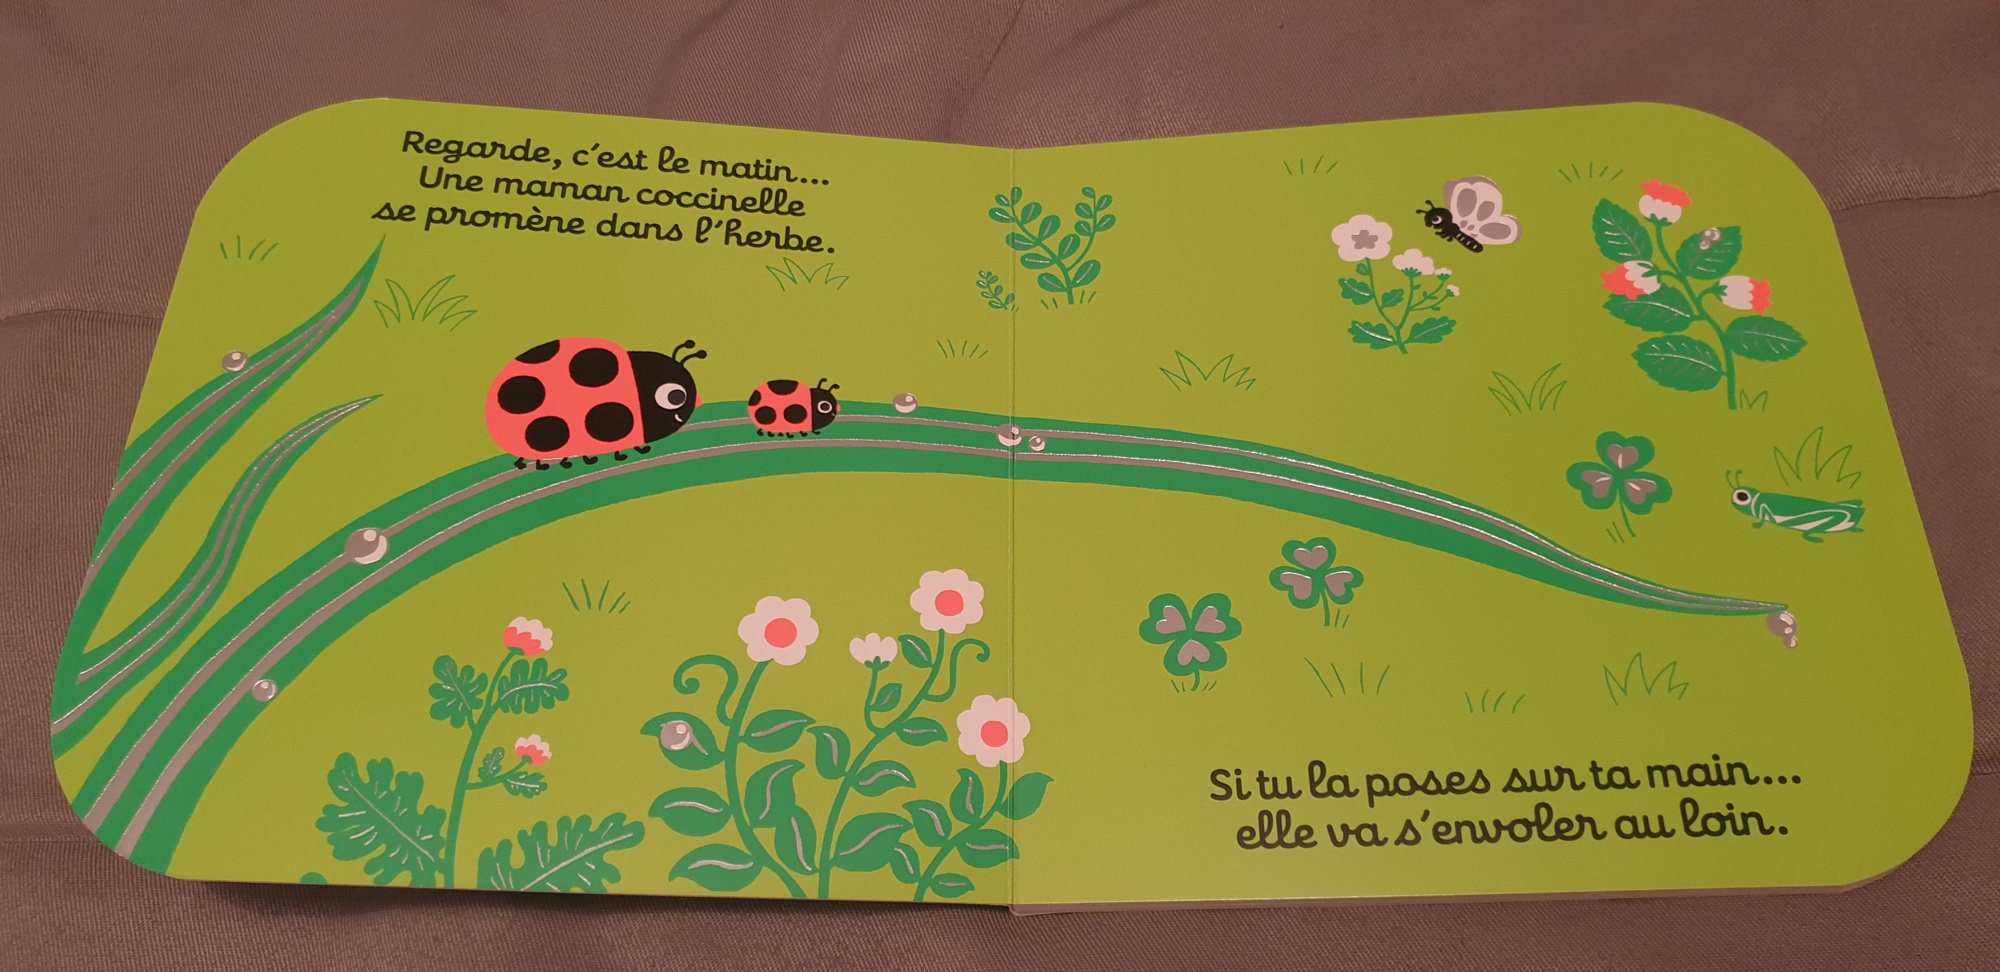 Regarde, c'est le matin...
Une maman coccinelle
se promène dans l'herbe.
Si tu la poses sur ta main...
elle va s'envoler au loin.